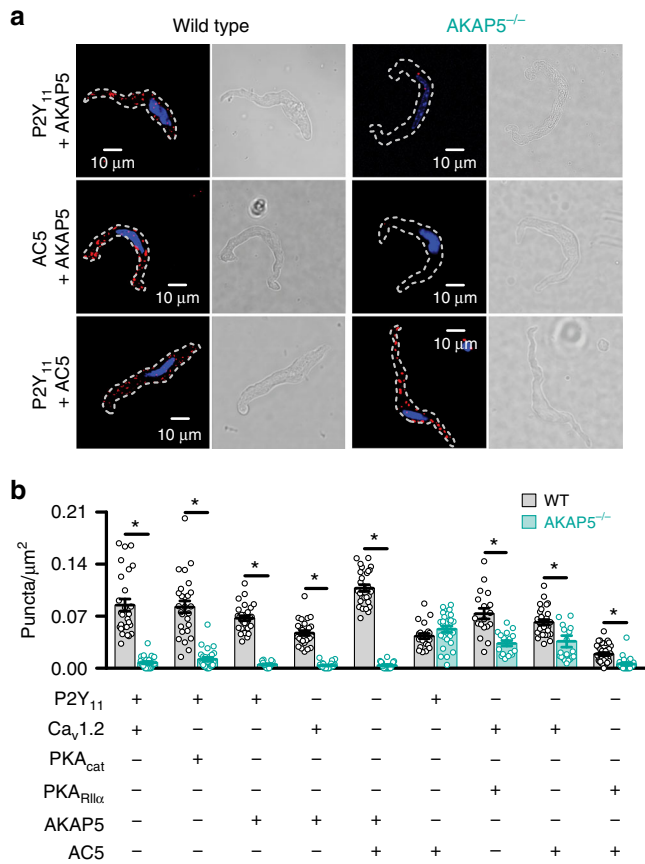 a
Wild type
AKAP5⁻/⁻
P2Y₁₁
+ AKAP5
10 µm
10 µm
AC5
+ AKAP5
10 µm
10 µm
P2Y₁₁
+ AC5
10 µm
10 µm
b
Puncta/µm²
0.21
0.14
0.07
0.00
* * * * * * * *
WT
AKAP5⁻/⁻
P2Y₁₁ + + + – – + – – –
Caᵥ1.2 + – – + – – + + –
PKAcat – + – – – – – – –
PKARIIα – – – – – – + – +
AKAP5 – – + + + – – – –
AC5 – – – – + + – + +